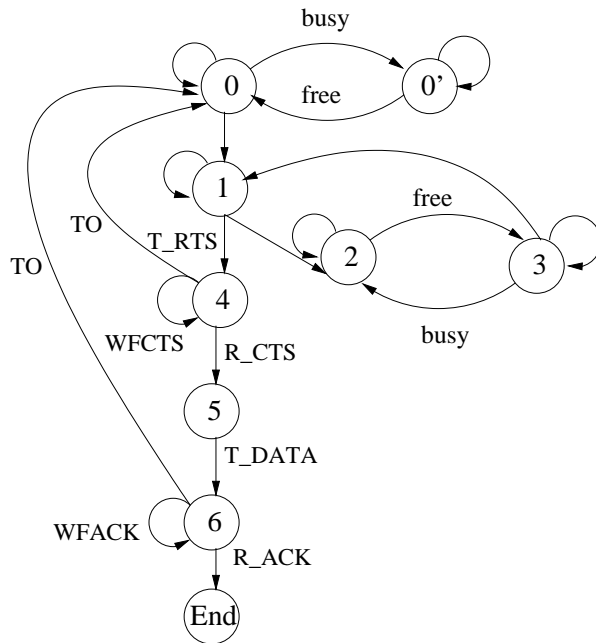 busy
0
0'
free
1
free
TO
T_RTS
2
3
TO
4
WFCTS
busy
R_CTS
5
T_DATA
6
WFACK
R_ACK
End